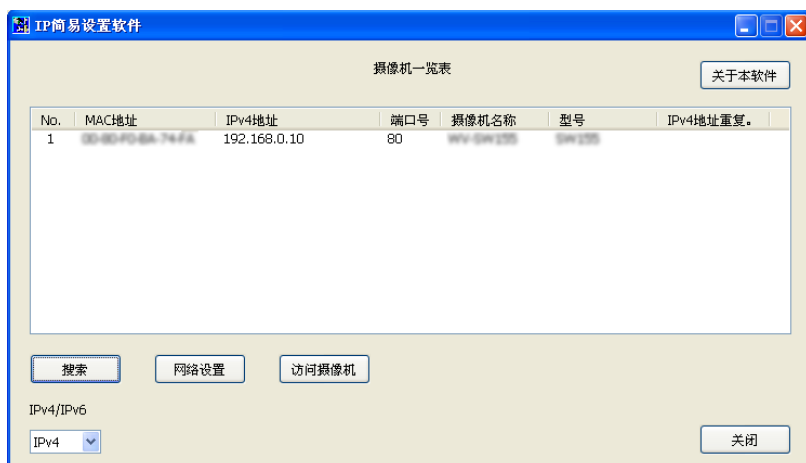 IP简易设置软件
摄像机一览表
关于本软件
No. MAC地址 IPv4地址 端口号 摄像机名称 型号 IPv4地址重复。
1 192.168.0.10 80
搜索 网络设置 访问摄像机
IPv4/IPv6
IPv4 关闭